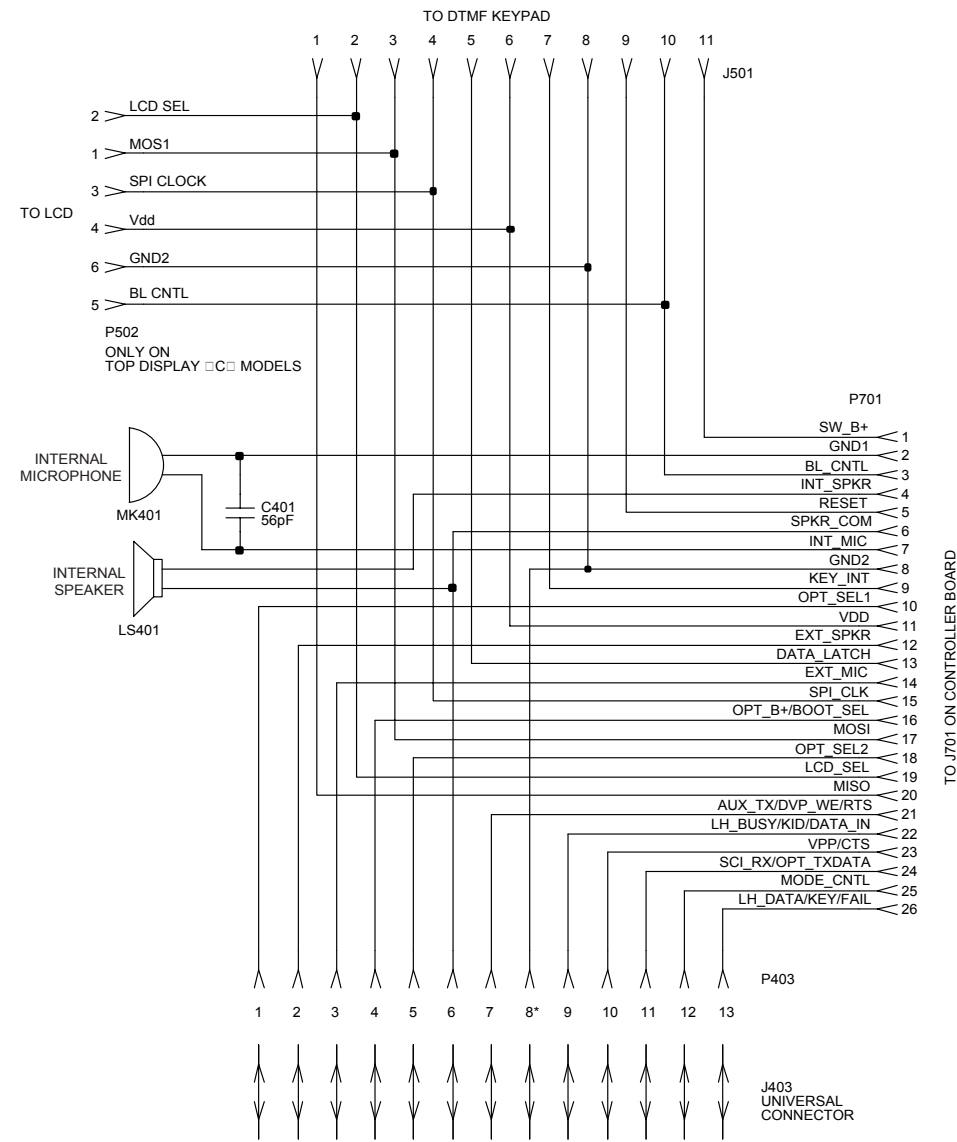 TO DTMF KEYPAD
1 2 3 4 5 6 7 8 9 10 11
J501
2 LCD SEL
1 MOS1
3 SPI CLOCK
TO LCD
4 Vdd
6 GND2
5 BL CNTL
P502
ONLY ON
TOP DISPLAY □C□ MODELS
P701
SW_B+ 1
GND1 2
BL_CNTL 3
INT_SPKR 4
RESET 5
SPKR_COM 6
INT_MIC 7
GND2 8
KEY_INT 9
OPT_SEL1 10
VDD 11
EXT_SPKR 12
DATA_LATCH 13
EXT_MIC 14
SPI_CLK 15
OPT_B+/BOOT_SEL 16
MOSI 17
OPT_SEL2 18
LCD_SEL 19
MISO 20
AUX_TX/DVP_WE/RTS 21
LH_BUSY/KID/DATA_IN 22
VPP/CTS 23
SCI_RX/OPT_TXDATA 24
MODE_CNTL 25
LH_DATA/KEY/FAIL 26
TO J701 ON CONTROLLER BOARD
INTERNAL
MICROPHONE
MK401
C401
56pF
INTERNAL
SPEAKER
LS401
P403
1 2 3 4 5 6 7 8* 9 10 11 12 13
J403
UNIVERSAL
CONNECTOR